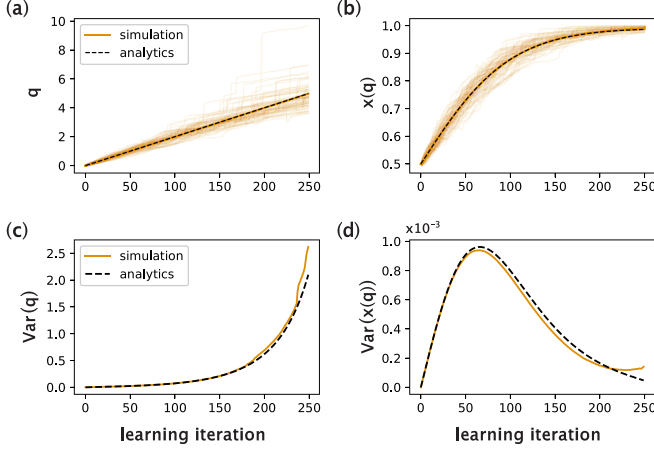 (a)
10
8
6
4
2
0
q
simulation
analytics
0 50 100 150 200 250
(b)
1.0
0.9
0.8
0.7
0.6
0.5
x(q)
0 50 100 150 200 250
(c)
2.5
2.0
1.5
1.0
0.5
0.0
Var(q)
simulation
analytics
0 50 100 150 200 250
learning iteration
(d)
x10⁻³
1.0
0.8
0.6
0.4
0.2
0.0
Var(x(q))
0 50 100 150 200 250
learning iteration